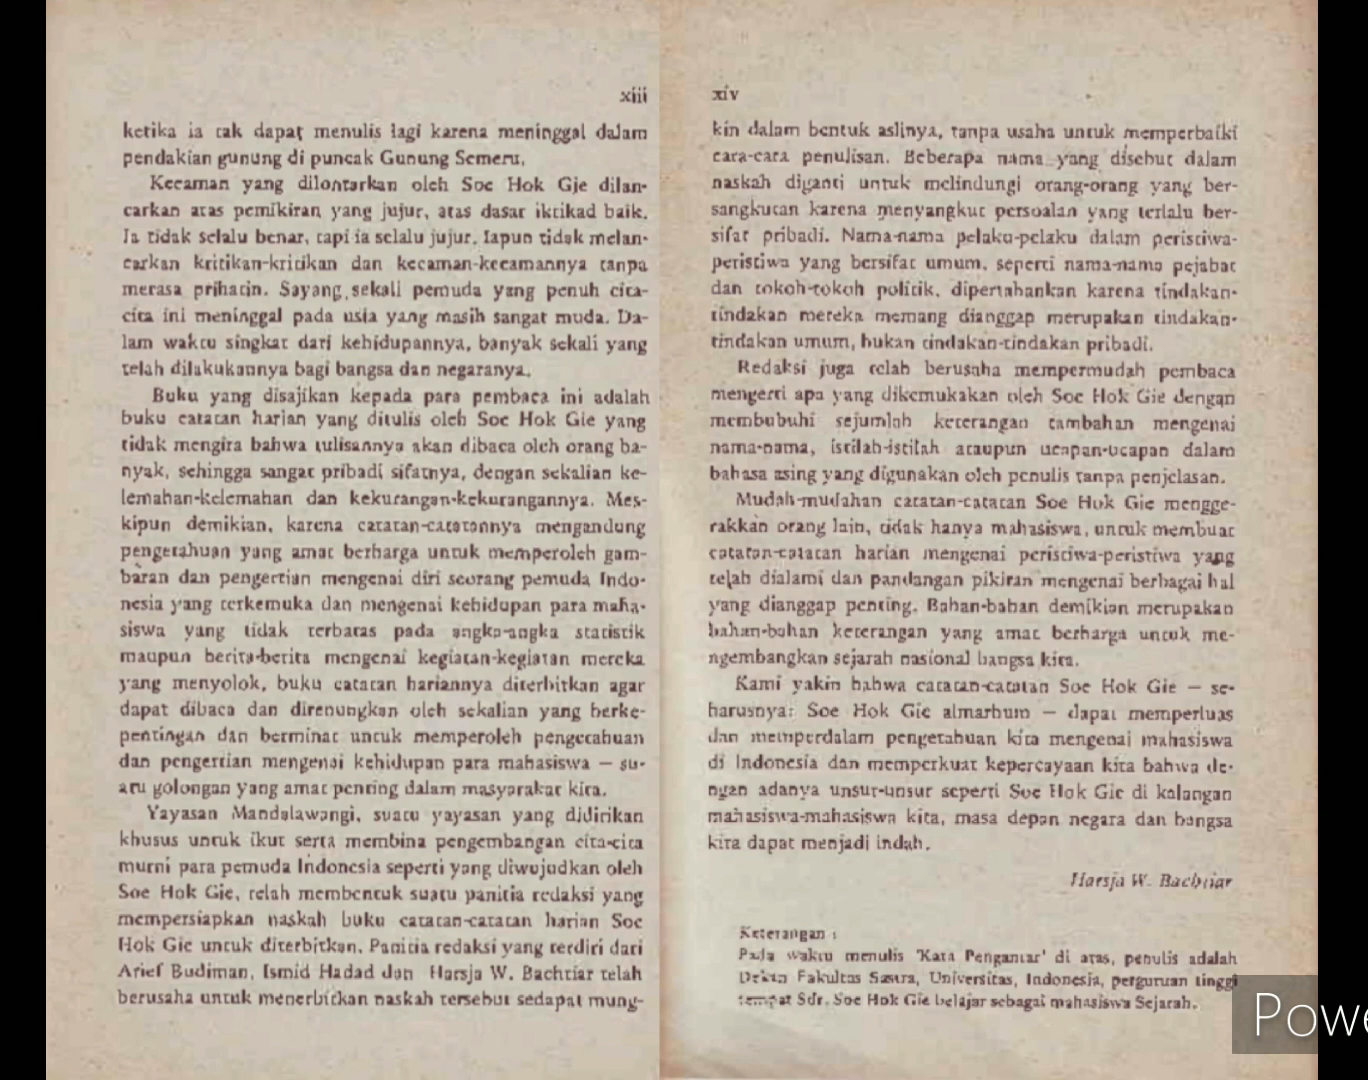 xiii
ketika ia tak dapat menulis lagi karena meninggal dalam
pendakian gunung di puncak Gunung Semeru.
Kecaman yang dilontarkan oleh Soe Hok Gie dilan-
carkan atas pemikiran yang jujur, atas dasar iktikad baik.
Ia tidak selalu benar, tapi ia selalu jujur. Iapun tidak melan-
carkan kritikan-kritikan dan kecaman-kecamannya tanpa
merasa prihatin. Sayang sekali pemuda yang penuh cita-
cita ini meninggal pada usia yang masih sangat muda. Da-
lam waktu singkat dari kehidupannya, banyak sekali yang
telah dilakukannya bagi bangsa dan negaranya.
Buku yang disajikan kepada para pembaca ini adalah
buku catatan harian yang ditulis oleh Soe Hok Gie yang
tidak mengira bahwa tulisannya akan dibaca oleh orang ba-
nyak, sehingga sangat pribadi sifatnya, dengan sekalian ke-
lemahan-kelemahan dan kekurangan-kekurangannya. Mes-
kipun demikian, karena catatan-catatannya mengandung
pengetahuan yang amat berharga untuk memperoleh gam-
baran dan pengertian mengenai diri seorang pemuda Indo-
nesia yang terkemuka dan mengenai kehidupan para maha-
siswa yang tidak terbatas pada angka-angka statistik
maupun berita-berita mengenai kegiatan-kegiatan mereka
yang menyolok, buku catatan hariannya diterbitkan agar
dapat dibaca dan direnungkan oleh sekalian yang berke-
pentingan dan berminat untuk memperoleh pengetahuan
dan pengertian mengenai kehidupan para mahasiswa — su-
atu golongan yang amat penting dalam masyarakat kita.
Yayasan Mandalawangi, suatu yayasan yang didirikan
khusus untuk ikut serta membina pengembangan cita-cita
murni para pemuda Indonesia seperti yang diwujudkan oleh
Soe Hok Gie, telah membentuk suatu panitia redaksi yang
mempersiapkan naskah buku catatan-catatan harian Soe
Hok Gie untuk diterbitkan. Panitia redaksi yang terdiri dari
Arief Budiman, Ismid Hadad dan Harsja W. Bachtiar telah
berusaha untuk menerbitkan naskah tersebut sedapat mung-
xiv
kin dalam bentuk aslinya, tanpa usaha untuk memperbaiki
cara-cara penulisan. Beberapa nama yang disebut dalam
naskah diganti untuk melindungi orang-orang yang ber-
sangkutan karena menyangkut persoalan yang terlalu ber-
sifat pribadi. Nama-nama pelaku-pelaku dalam peristiwa-
peristiwa yang bersifat umum, seperti nama-nama pejabat
dan tokoh-tokoh politik, dipertahankan karena tindakan-
tindakan mereka memang dianggap merupakan tindakan-
tindakan umum, bukan tindakan-tindakan pribadi.
Redaksi juga telah berusaha mempermudah pembaca
mengerti apa yang dikemukakan oleh Soe Hok Gie dengan
membubuhi sejumlah keterangan tambahan mengenai
nama-nama, istilah-istilah ataupun ucapan-ucapan dalam
bahasa asing yang digunakan oleh penulis tanpa penjelasan.
Mudah-mudahan catatan-catatan Soe Hok Gie mengge-
rakkan orang lain, tidak hanya mahasiswa, untuk membuat
catatan-catatan harian mengenai peristiwa-peristiwa yang
telah dialami dan pandangan pikiran mengenai berbagai hal
yang dianggap penting. Bahan-bahan demikian merupakan
bahan-bahan keterangan yang amat berharga untuk me-
ngembangkan sejarah nasional bangsa kita.
Kami yakin bahwa catatan-catatan Soe Hok Gie — se-
harusnya: Soe Hok Gie almarhum — dapat memperluas
dan memperdalam pengetahuan kita mengenai mahasiswa
di Indonesia dan memperkuat kepercayaan kita bahwa de-
ngan adanya unsur-unsur seperti Soe Hok Gie di kalangan
mahasiswa-mahasiswa kita, masa depan negara dan bangsa
kita dapat menjadi indah.
Harsja W. Bachtiar
Keterangan :
Pada waktu menulis 'Kata Pengantar' di atas, penulis adalah
Dekan Fakultas Sastra, Universitas, Indonesia, perguruan tinggi
tempat Sdr. Soe Hok Gie belajar sebagai mahasiswa Sejarah.
Powe